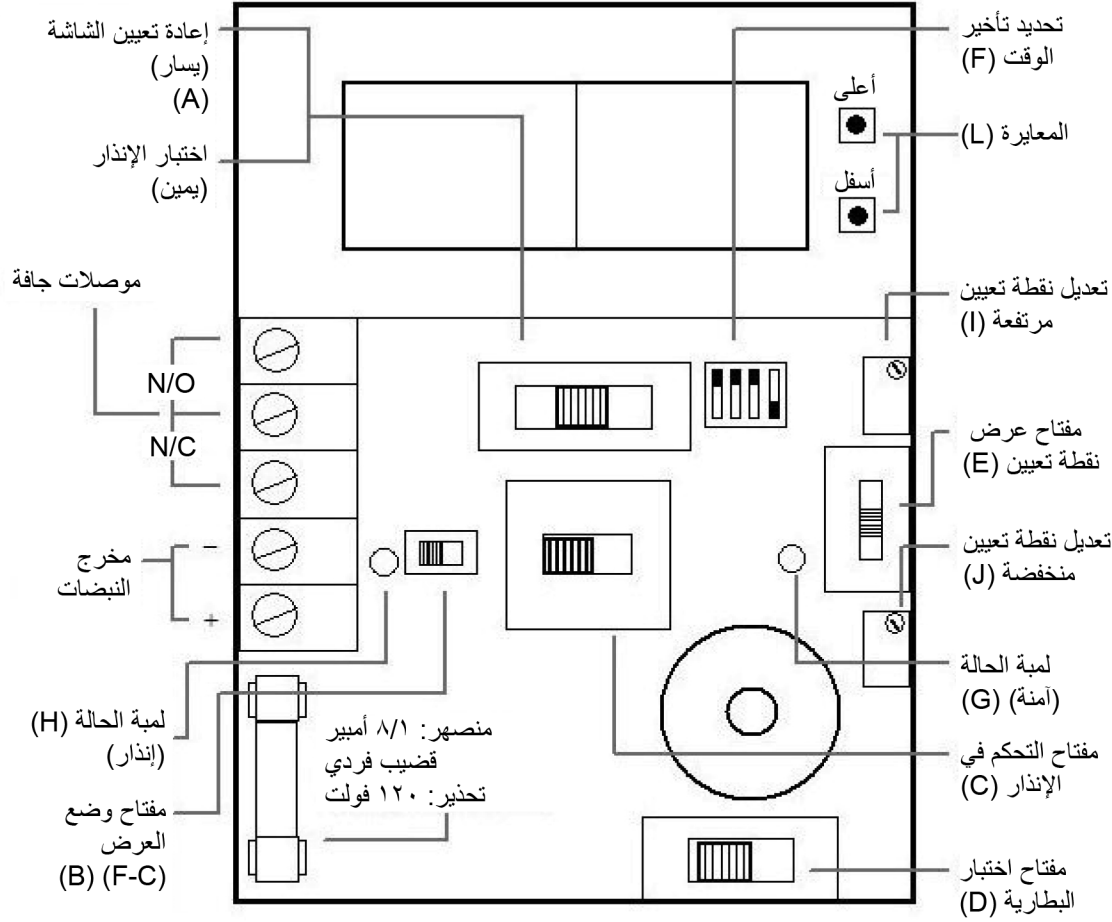 إعادة تعيين الشاشة
(يسار)
(A)
اختبار الإنذار
(يمين)
موصلات جافة
N/O
N/C
مخرج
النبضات
−
+
لمبة الحالة (H)
(إنذار)
مفتاح وضع
العرض
(B) (F-C)
منصهر: ٨/١ أمبير
قضيب فردي
تحذير: ١٢٠ فولت
أعلى
أسفل
تحديد تأخير
الوقت (F)
المعايرة (L)
تعديل نقطة تعيين
مرتفعة (I)
مفتاح عرض
نقطة تعيين (E)
تعديل نقطة تعيين
منخفضة (J)
لمبة الحالة
(آمنة) (G)
مفتاح التحكم في
الإنذار (C)
مفتاح اختبار
البطارية (D)